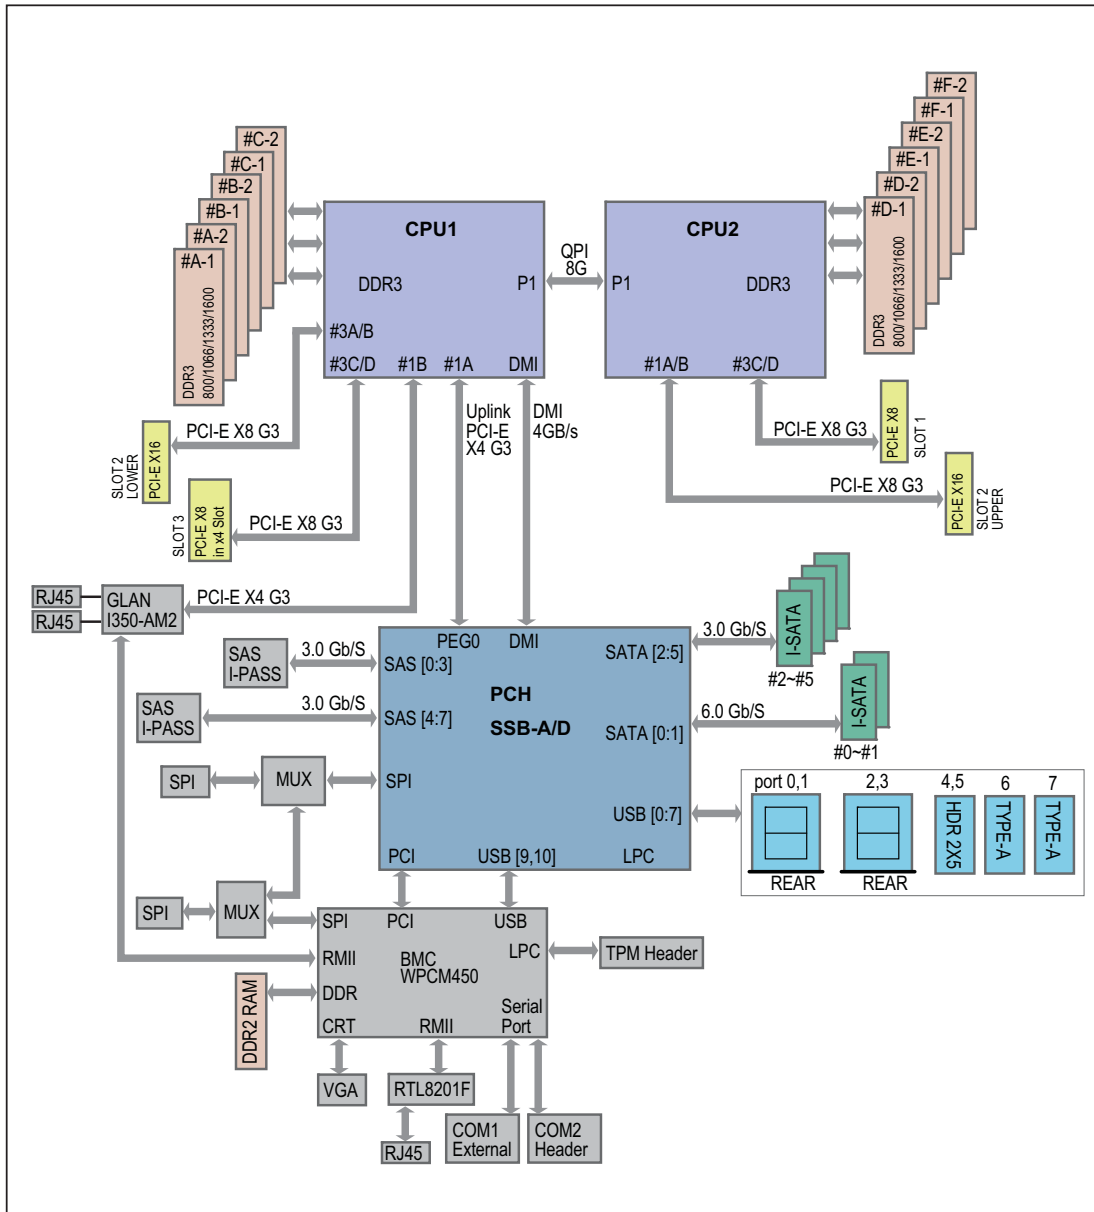 #C-2
#C-1
#B-2
#B-1
#A-2
#A-1
DDR3
800/1066/1333/1600
#F-2
#F-1
#E-2
#E-1
#D-2
#D-1
DDR3
800/1066/1333/1600
CPU1
DDR3
P1
#3A/B
#3C/D
#1B
#1A
DMI
QPI
8G
CPU2
P1
DDR3
#1A/B
#3C/D
PCI-E X8 G3
SLOT 2
LOWER
PCI-E X16
Uplink
PCI-E
X4 G3
DMI
4GB/s
PCI-E X8 G3
PCI-E X8
SLOT 1
PCI-E X8 G3
PCI-E X16
SLOT 2
UPPER
SLOT 3
PCI-E X8
in x4 Slot
PCI-E X8 G3
RJ45
RJ45
GLAN
I350-AM2
PCI-E X4 G3
SAS
I-PASS
3.0 Gb/S
SAS
I-PASS
3.0 Gb/S
PEG0
DMI
SAS [0:3]
SATA [2:5]
PCH
SSB-A/D
SAS [4:7]
SATA [0:1]
SPI
USB [0:7]
PCI
USB [9,10]
LPC
3.0 Gb/S
I-SATA
#2~#5
6.0 Gb/S
I-SATA
#0~#1
SPI
MUX
port 0,1
2,3
4,5
6
7
HDR 2X5
TYPE-A
TYPE-A
REAR
REAR
SPI
MUX
SPI
PCI
USB
LPC
RMII
BMC
WPCM450
DDR
Serial
Port
CRT
RMII
TPM Header
DDR2 RAM
VGA
RTL8201F
RJ45
COM1
External
COM2
Header